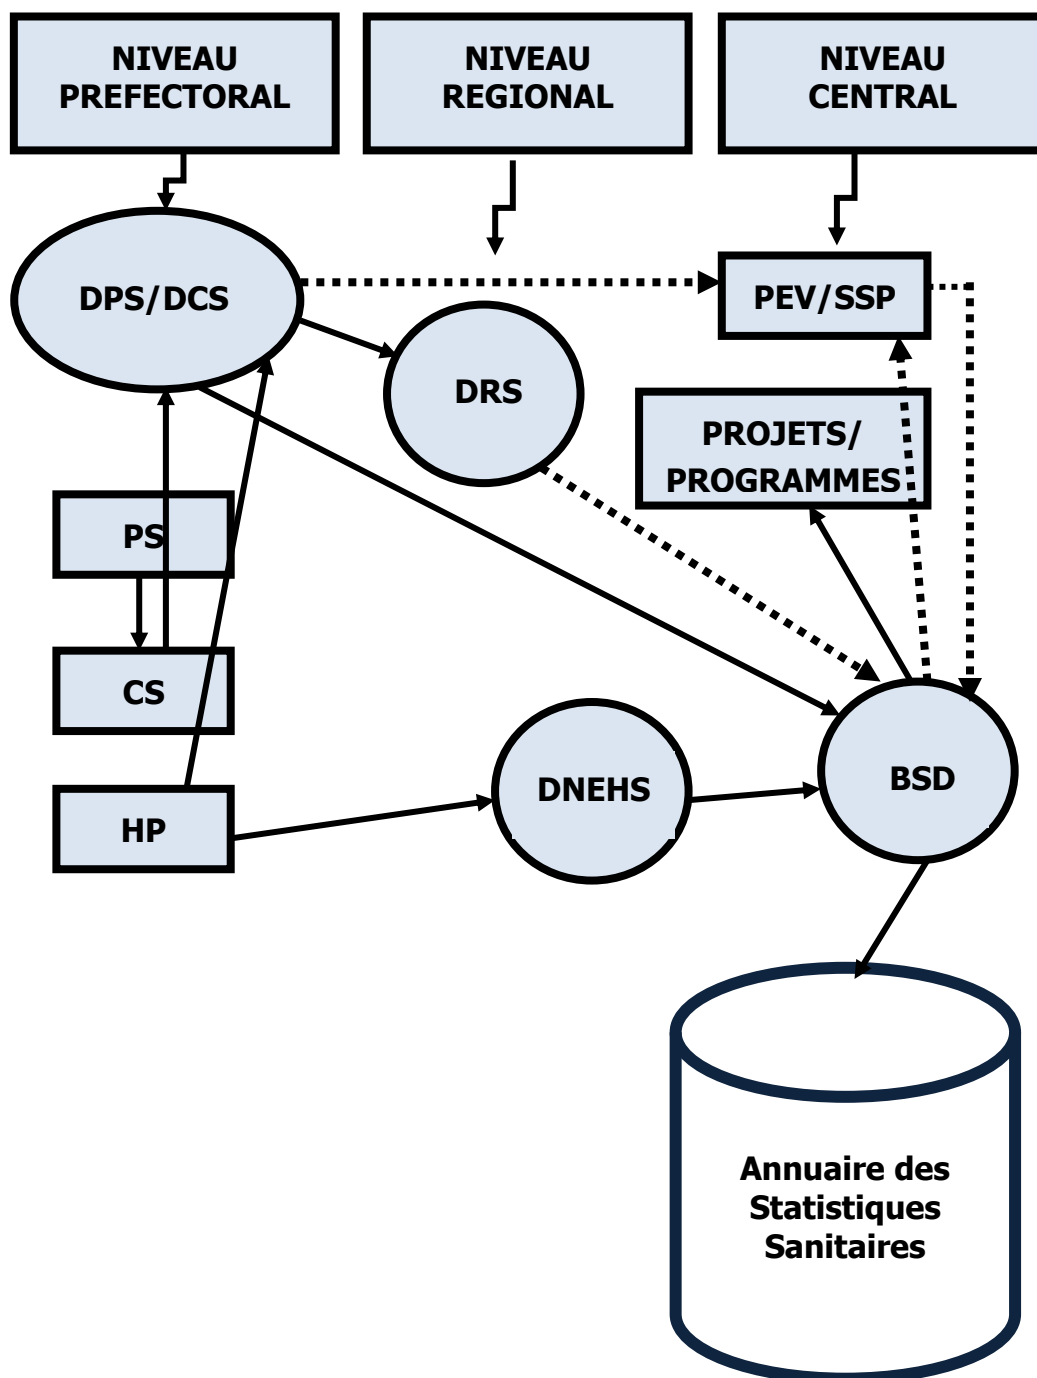 NIVEAU
PREFECTORAL
NIVEAU
REGIONAL
NIVEAU
CENTRAL
DPS/DCS
PEV/SSP
DRS
PROJETS/
PROGRAMMES
PS
CS
HP
DNEHS
BSD
Annuaire des
Statistiques
Sanitaires